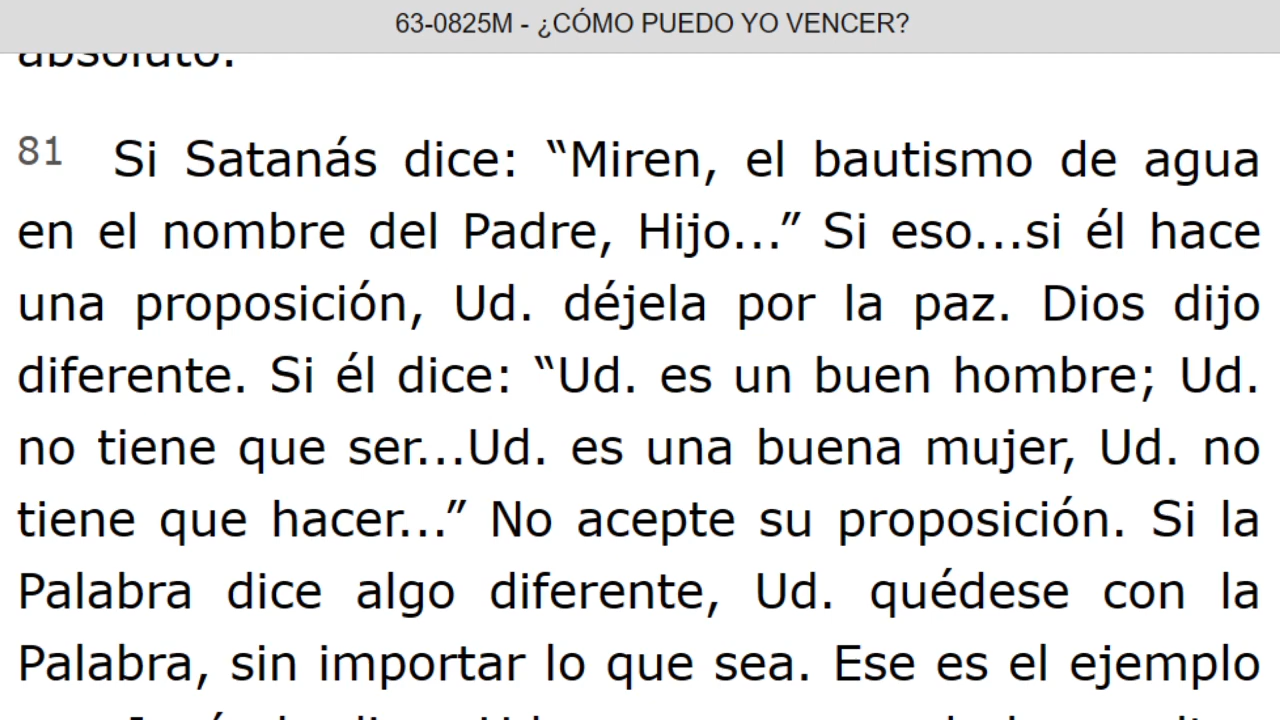 63-0825M - ¿CÓMO PUEDO YO VENCER?
absoluto.
81 Si Satanás dice: “Miren, el bautismo de agua
en el nombre del Padre, Hijo...” Si eso...si él hace
una proposición, Ud. déjela por la paz. Dios dijo
diferente. Si él dice: “Ud. es un buen hombre; Ud.
no tiene que ser...Ud. es una buena mujer, Ud. no
tiene que hacer...” No acepte su proposición. Si la
Palabra dice algo diferente, Ud. quédese con la
Palabra, sin importar lo que sea. Ese es el ejemplo